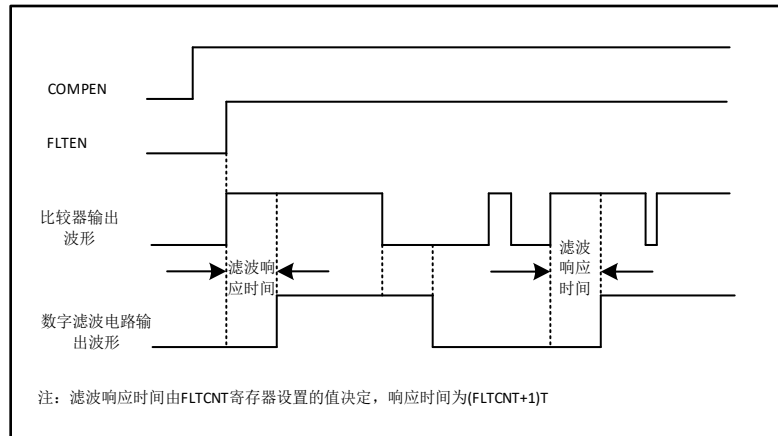 COMPEN
FLTEN
比较器输出
波形
滤波响
应时间
滤波
响应
时间
数字滤波电路输
出波形
注：滤波响应时间由FLTCNT寄存器设置的值决定，响应时间为(FLTCNT+1)T